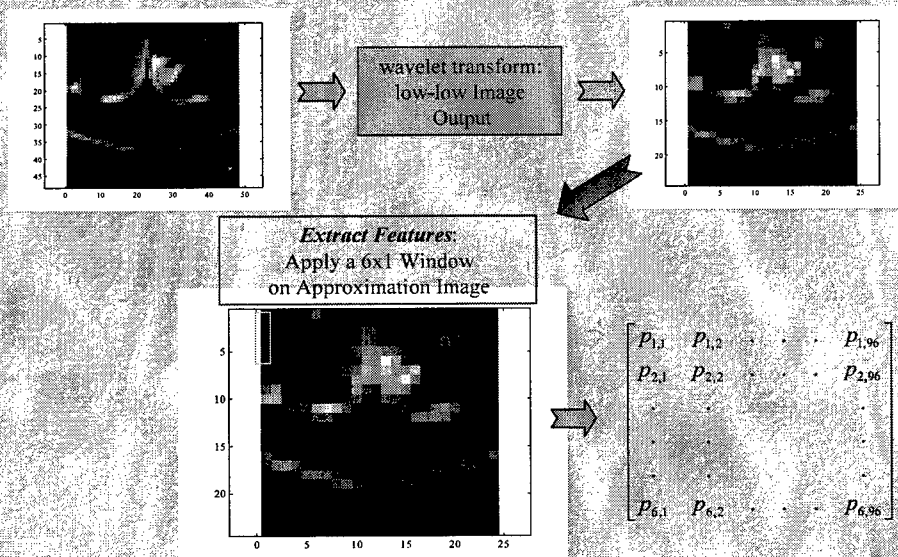 5
10
15
20
25
30
35
40
45
0
10
20
30
40
50
wavelet transform:
low-low Image
Output
5
10
15
20
0
5
10
15
20
25
Extract Features:
Apply a 6x1 Window
on Approximation Image
5
10
15
20
0
5
10
15
20
25
p1,1 p1,2 · · · p1,96
p2,1 p2,2 · · · p2,96
· · ·
· · ·
· · ·
p6,1 p6,2 · · · p6,96